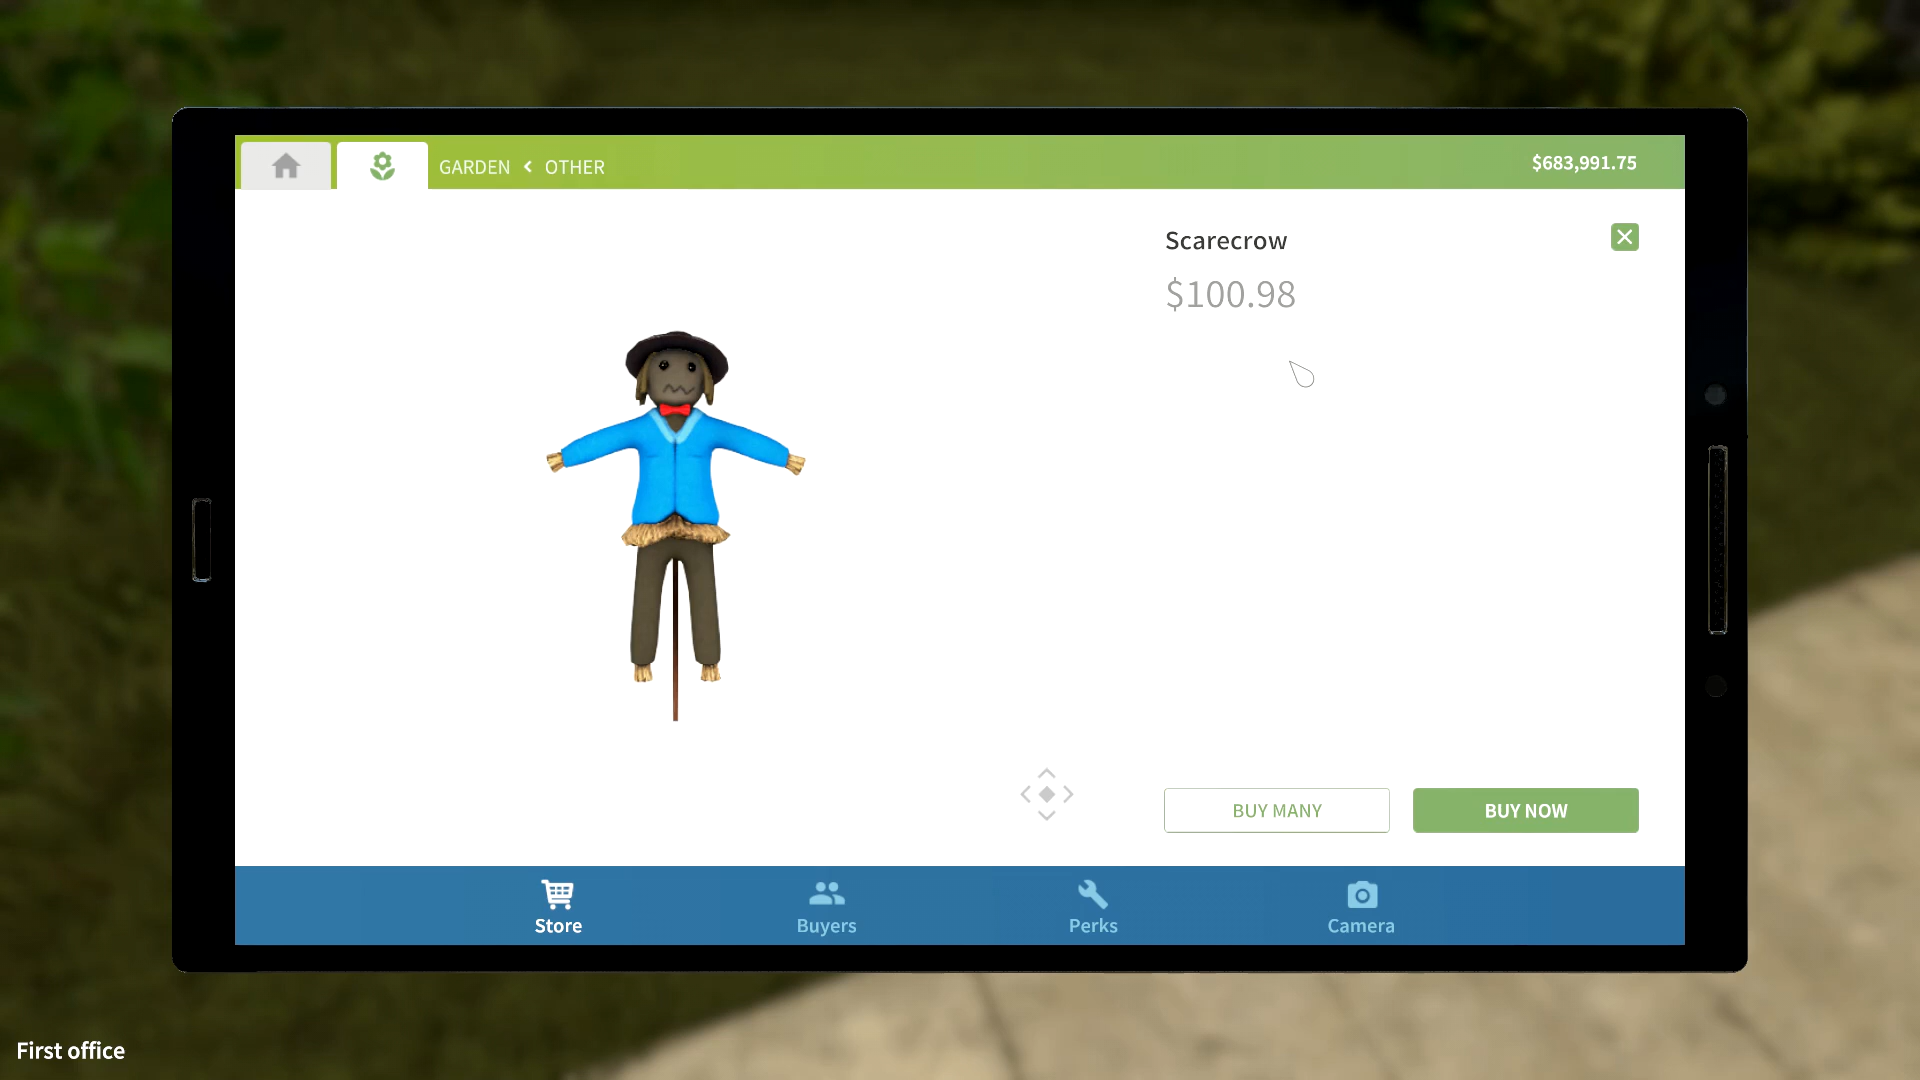 GARDEN < OTHER
$683,991.75
Scarecrow
$100.98
BUY MANY
BUY NOW
Store
Buyers
Perks
Camera
First office